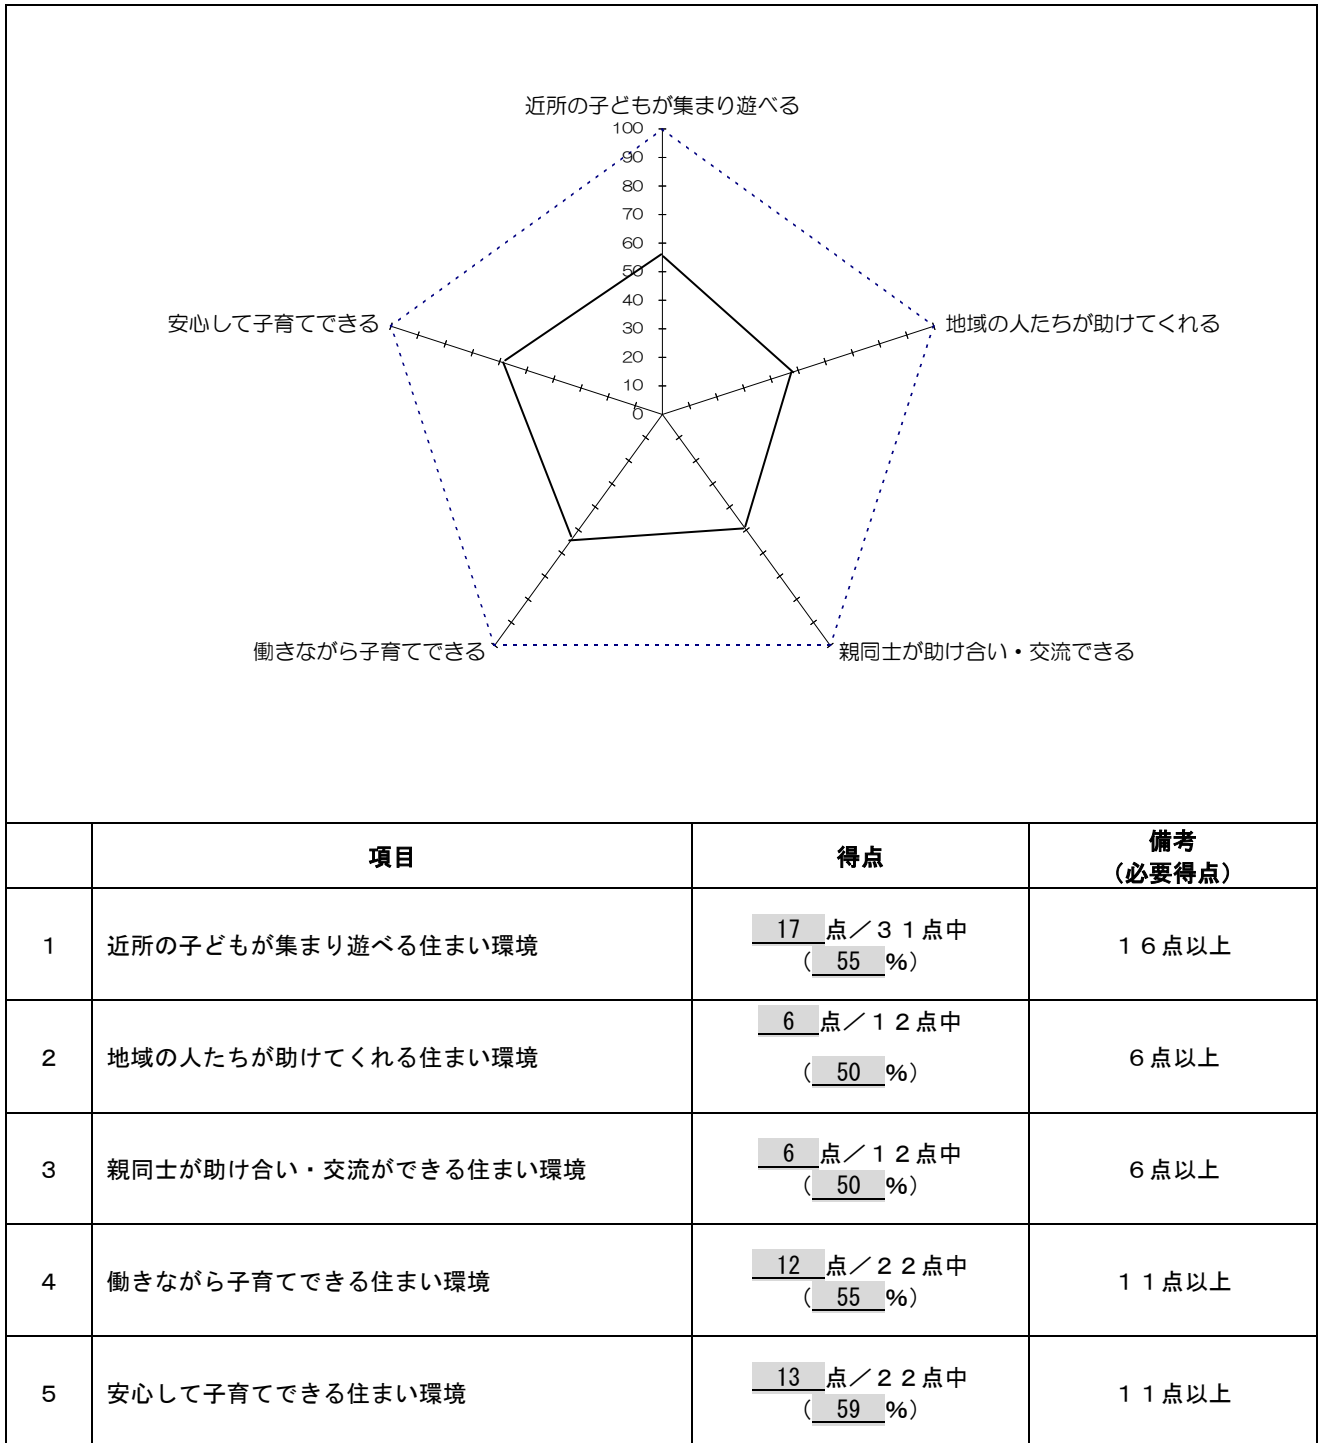 近所の子どもが集まり遊べる
100
90
80
70
60
50
40
30
20
10
0
安心して子育てできる
地域の人たちが助けてくれる
働きながら子育てできる
親同士が助け合い・交流できる
項目 得点 備考
（必要得点）
1 近所の子どもが集まり遊べる住まい環境 17 点／３１点中 １６点以上
（ 55 %）
2 地域の人たちが助けてくれる住まい環境 6 点／１２点中 ６点以上
（ 50 %）
3 親同士が助け合い・交流ができる住まい環境 6 点／１２点中 ６点以上
（ 50 %）
4 働きながら子育てできる住まい環境 12 点／２２点中 １１点以上
（ 55 %）
5 安心して子育てできる住まい環境 13 点／２２点中 １１点以上
（ 59 %）